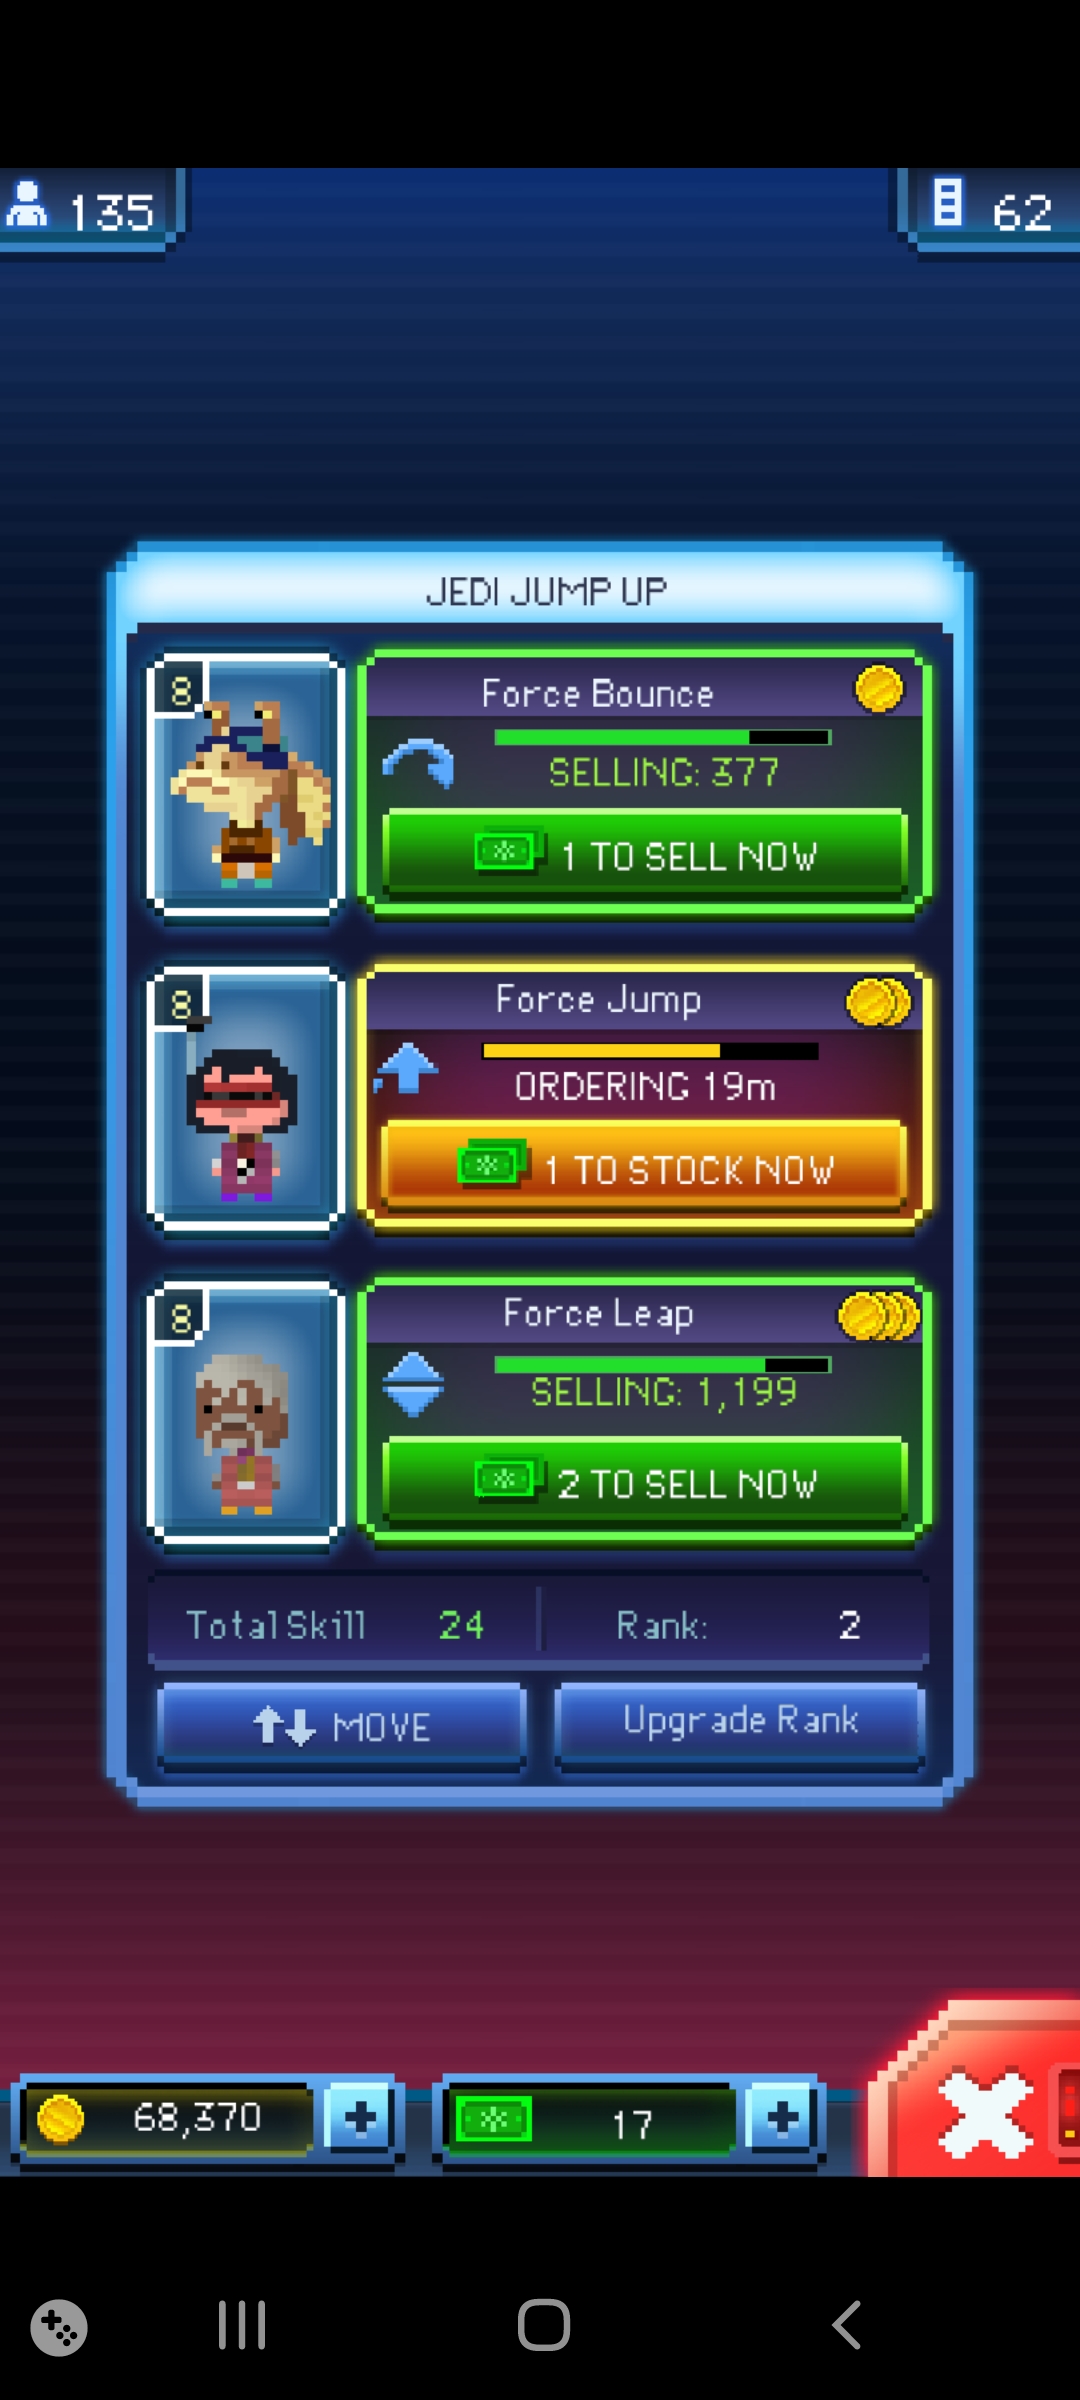 135
62
JEDI JUMP UP
8
Force Bounce
SELLING: 377
1 TO SELL NOW
8
Force Jump
ORDERING 19m
1 TO STOCK NOW
8
Force Leap
SELLING: 1,199
2 TO SELL NOW
Total Skill 24
Rank: 2
MOVE
Upgrade Rank
68,370
17